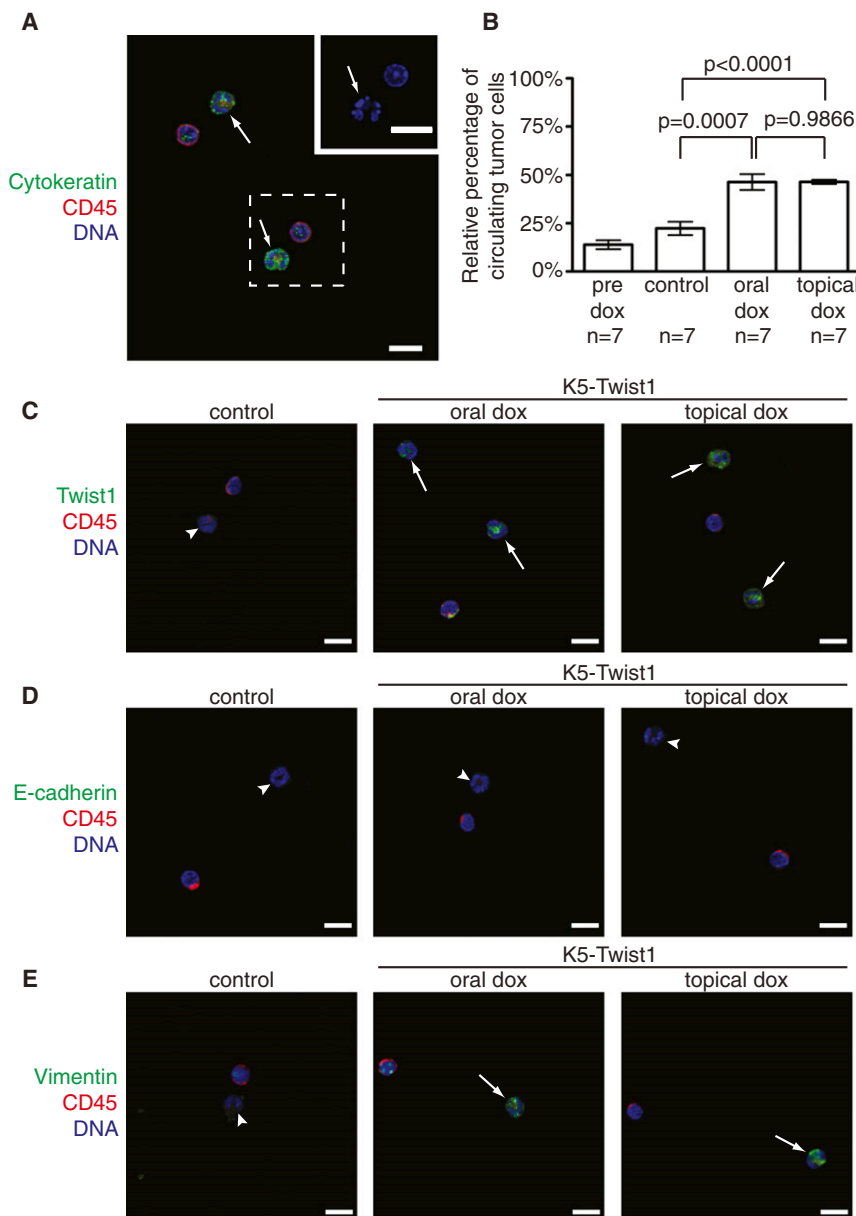 A
Cytokeratin
CD45
DNA
B
Relative percentage of
circulating tumor cells
100%
75%
50%
25%
0%
p<0.0001
p=0.0007
p=0.9866
pre
dox
n=7
control
n=7
oral
dox
n=7
topical
dox
n=7
C
K5-Twist1
control
oral dox
topical dox
Twist1
CD45
DNA
D
K5-Twist1
control
oral dox
topical dox
E-cadherin
CD45
DNA
E
K5-Twist1
control
oral dox
topical dox
Vimentin
CD45
DNA